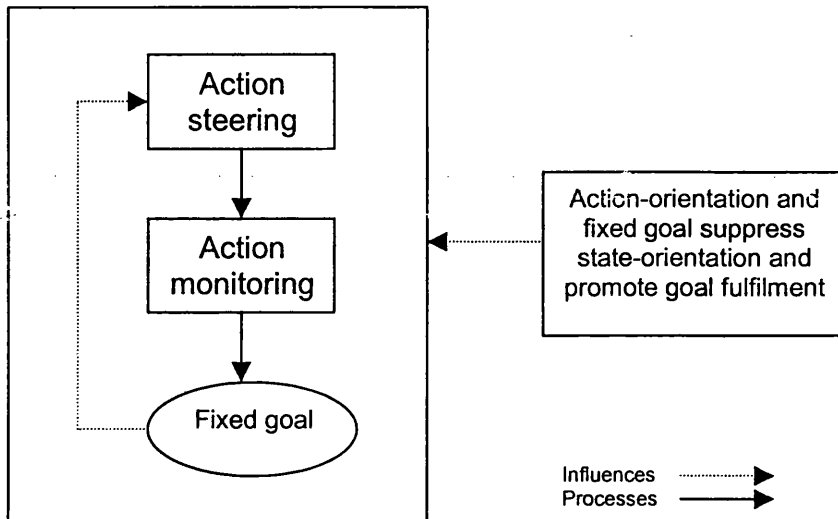 Action
steering
Action
monitoring
Fixed goal
Action-orientation and
fixed goal suppress
state-orientation and
promote goal fulfilment
Influences
Processes